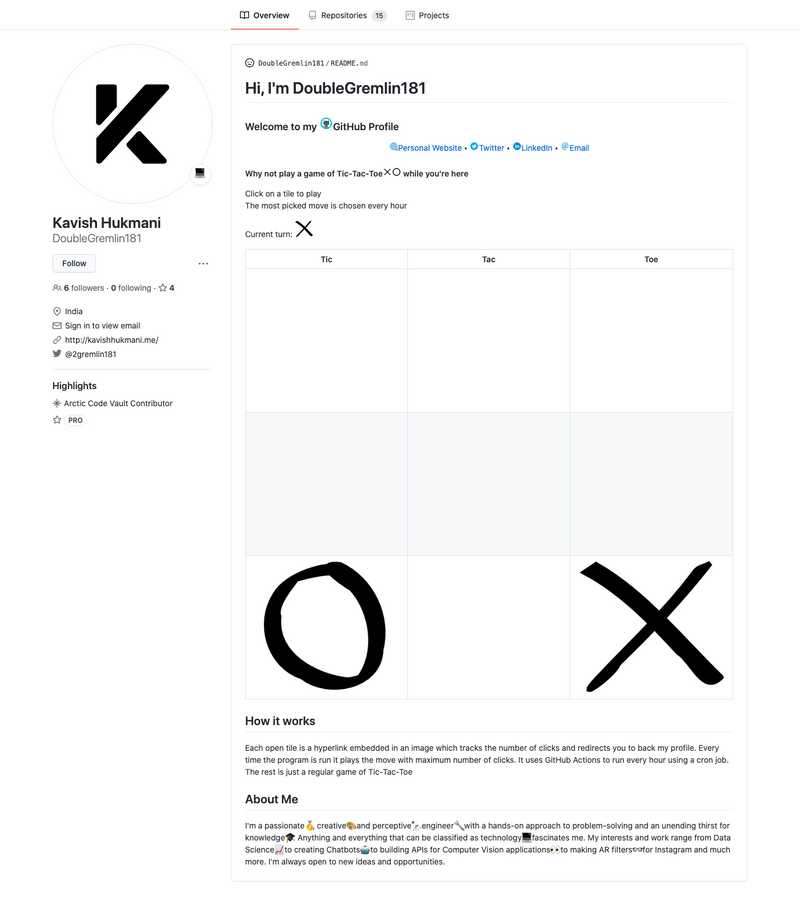 Overview Repositories 15 Projects
Kavish Hukmani
DoubleGremlin181
Follow
6 followers · 0 following · 4
India
Sign in to view email
http://kavishhukmani.me/
@2gremlin181
Highlights
Arctic Code Vault Contributor
PRO
DoubleGremlin181/README.md
Hi, I'm DoubleGremlin181
Welcome to my GitHub Profile
Personal Website • Twitter • LinkedIn • Email
Why not play a game of Tic-Tac-Toe while you're here
Click on a tile to play
The most picked move is chosen every hour
Current turn:
Tic Tac Toe
How it works
Each open tile is a hyperlink embedded in an image which tracks the number of clicks and redirects you to back my profile. Every
time the program is run it plays the move with maximum number of clicks. It uses GitHub Actions to run every hour using a cron job.
The rest is just a regular game of Tic-Tac-Toe
About Me
I'm a passionate creative and perceptive engineer with a hands-on approach to problem-solving and an unending thirst for
knowledge Anything and everything that can be classified as technology fascinates me. My interests and work range from Data
Science to creating Chatbots to building APIs for Computer Vision applications to making AR filters for Instagram and much
more. I'm always open to new ideas and opportunities.